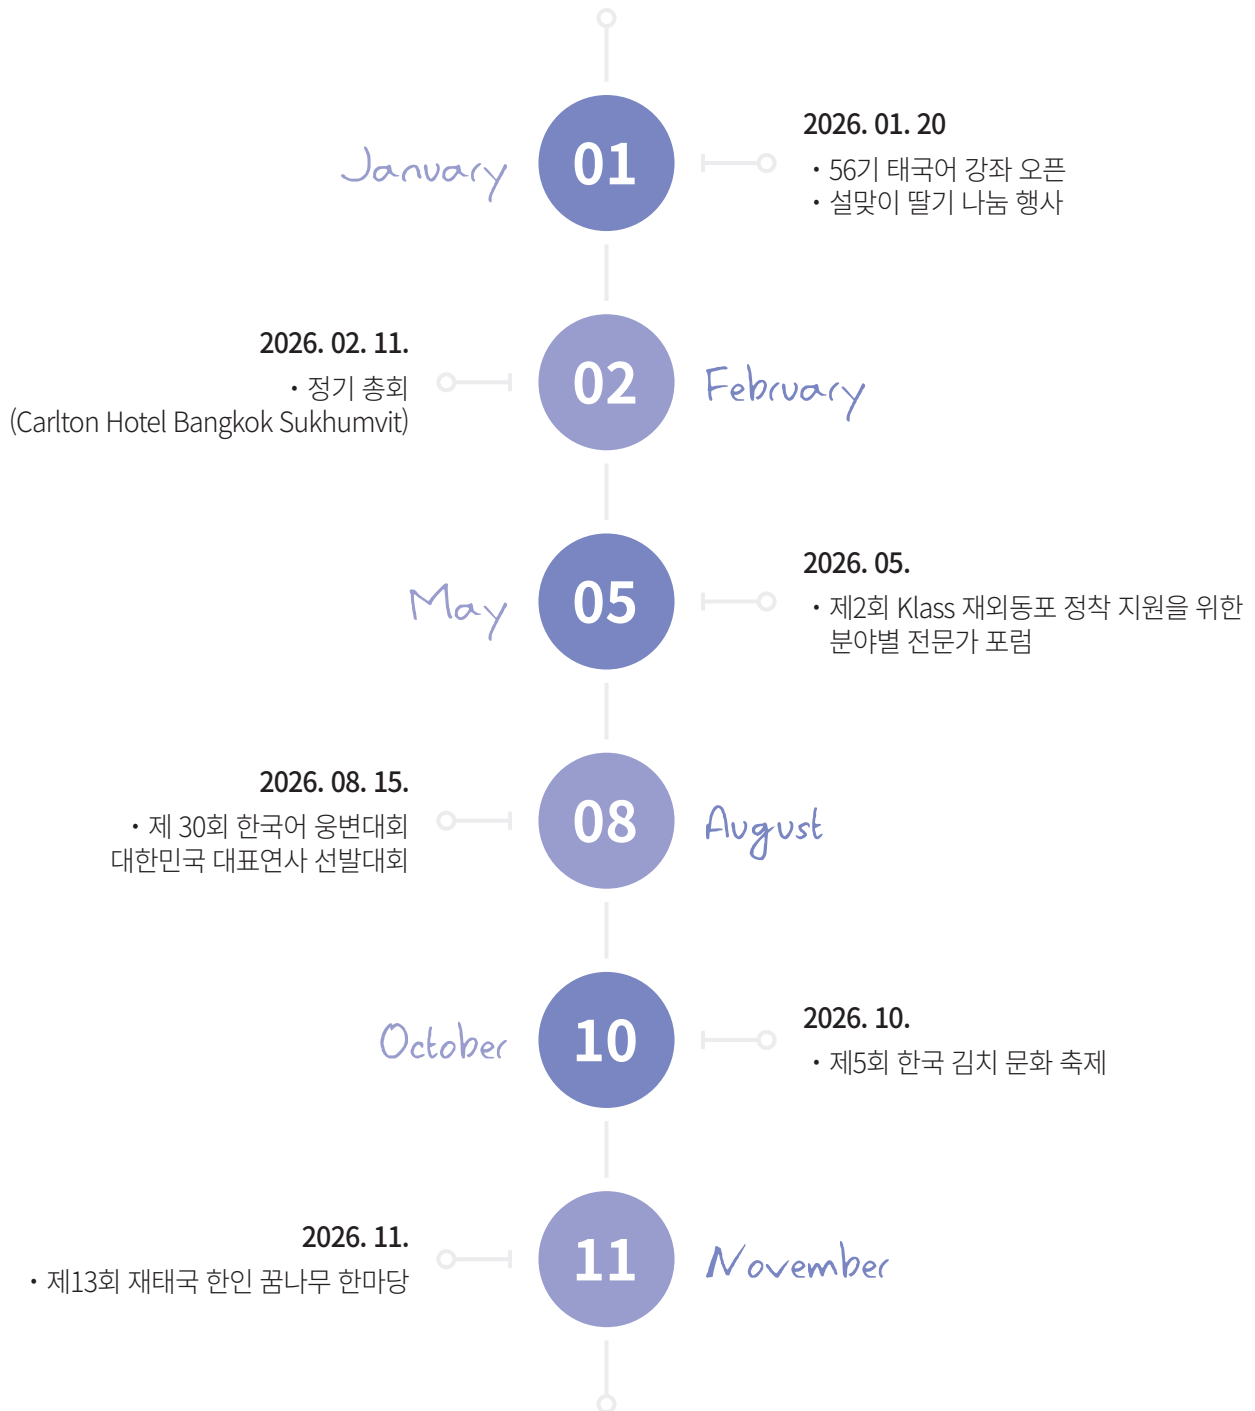 January
01
2026. 01. 20
・56기 태국어 강좌 오픈
・설맞이 딸기 나눔 행사
2026. 02. 11.
・정기 총회
(Carlton Hotel Bangkok Sukhumvit)
02
February
May
05
2026. 05.
・제2회 Klass 재외동포 정착 지원을 위한
분야별 전문가 포럼
2026. 08. 15.
・제 30회 한국어 웅변대회
대한민국 대표연사 선발대회
08
August
October
10
2026. 10.
・제5회 한국 김치 문화 축제
2026. 11.
・제13회 재태국 한인 꿈나무 한마당
11
November